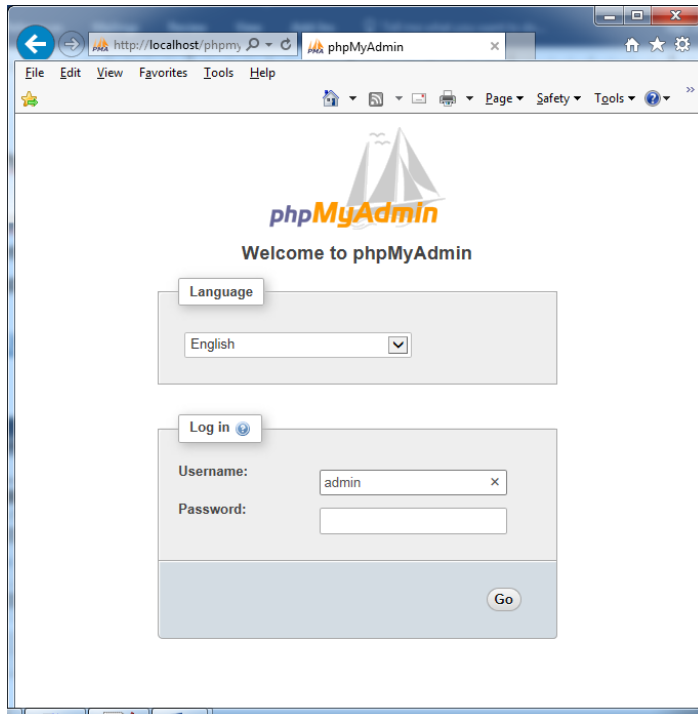 http://localhost/phpmy
phpMyAdmin
File Edit View Favorites Tools Help
Page Safety Tools
phpMyAdmin
Welcome to phpMyAdmin
Language
English
Log in
Username:
admin
Password:
Go